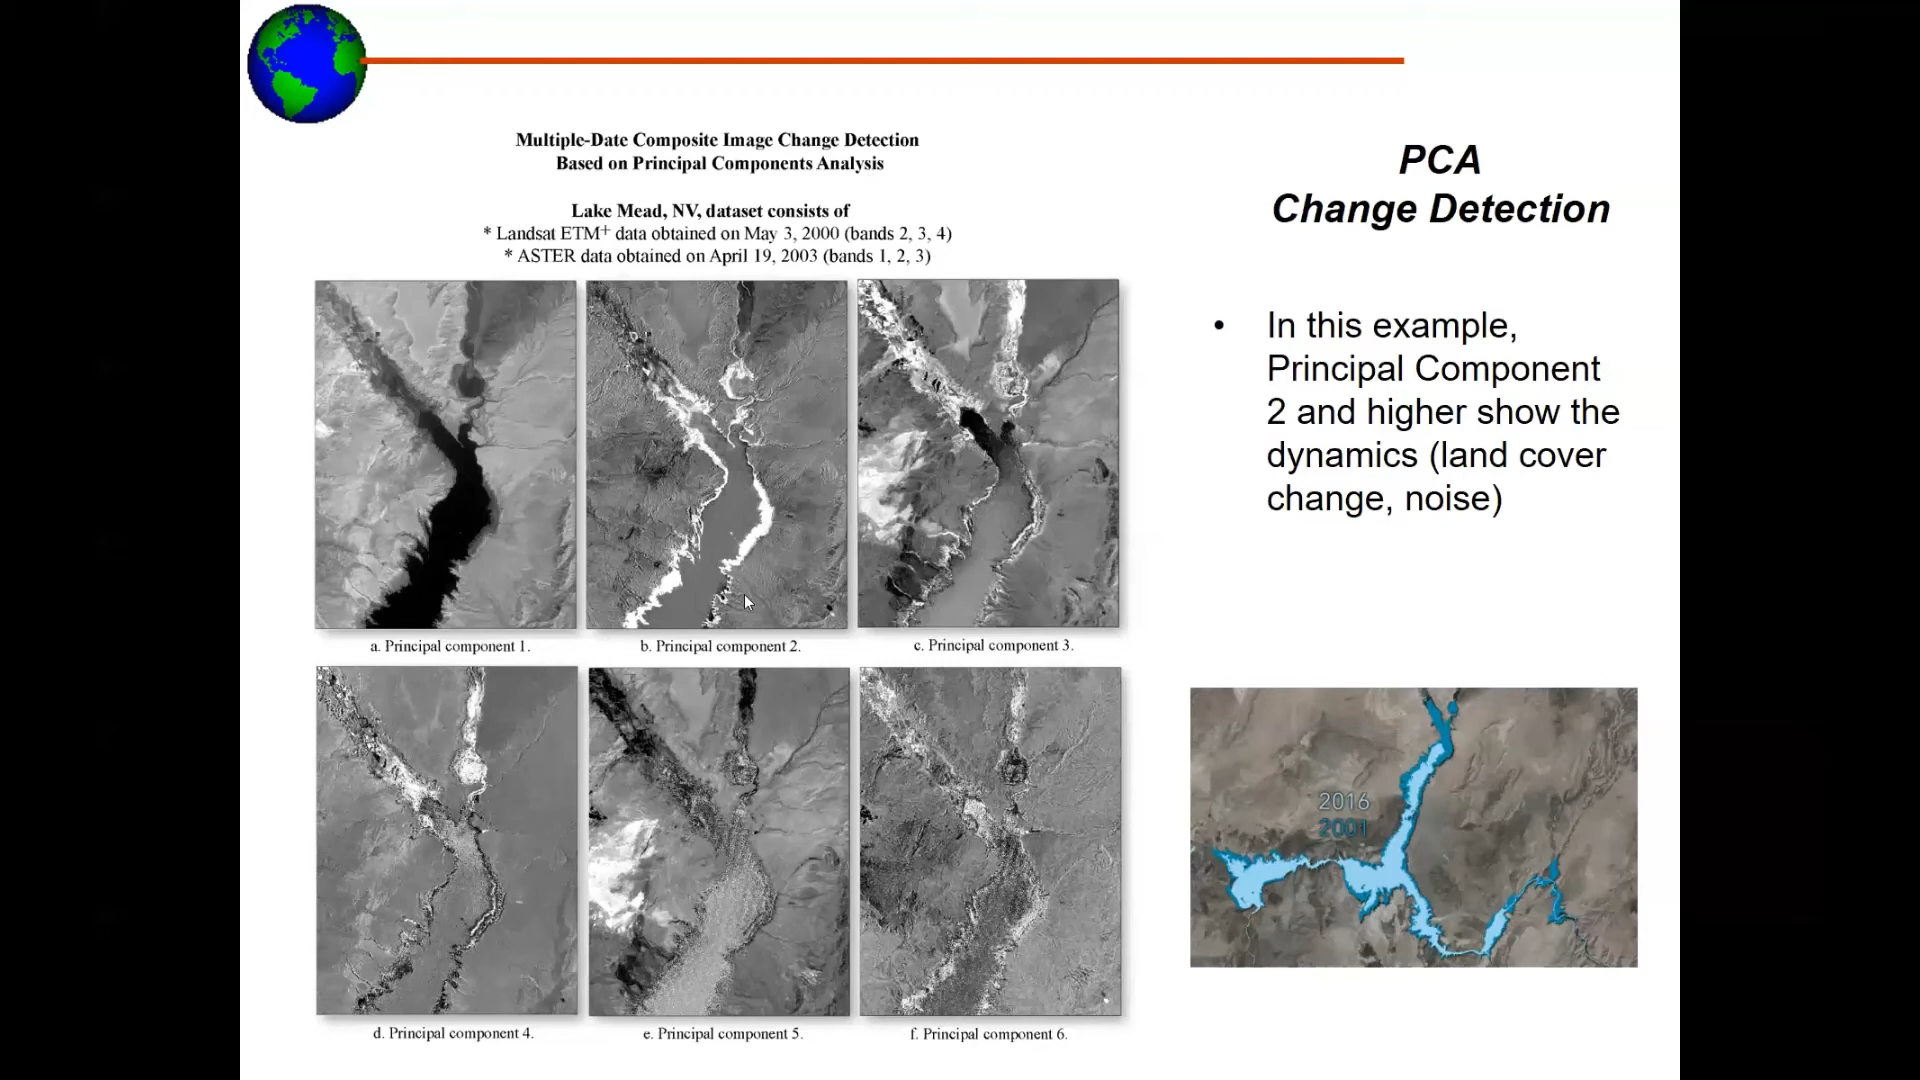 Multiple-Date Composite Image Change Detection
Based on Principal Components Analysis
Lake Mead, NV, dataset consists of
* Landsat ETM+ data obtained on May 3, 2000 (bands 2, 3, 4)
* ASTER data obtained on April 19, 2003 (bands 1, 2, 3)
a. Principal component 1.
b. Principal component 2.
c. Principal component 3.
d. Principal component 4.
e. Principal component 5.
f. Principal component 6.
PCA
Change Detection
• In this example,
Principal Component
2 and higher show the
dynamics (land cover
change, noise)
2016
2001